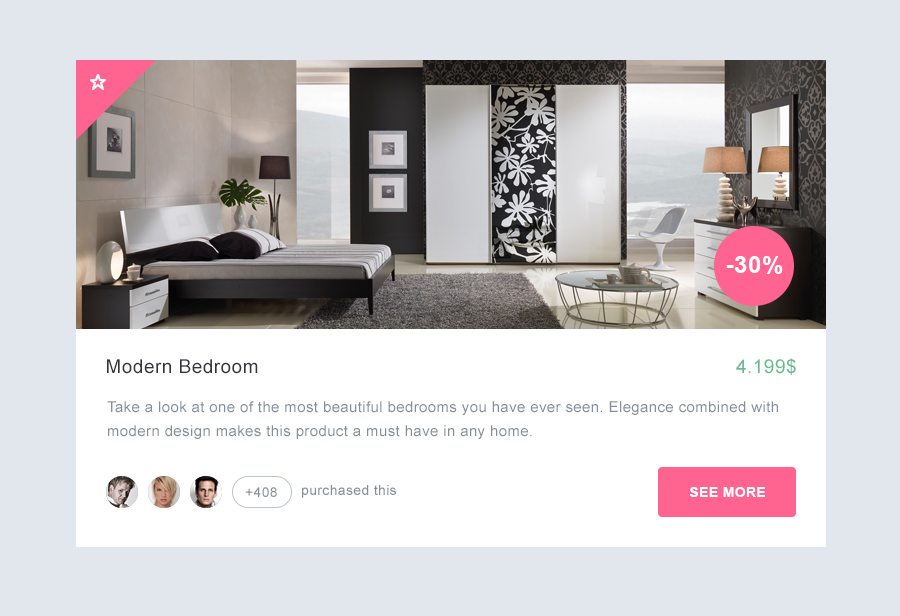 -30%
Modern Bedroom
4.199$
Take a look at one of the most beautiful bedrooms you have ever seen. Elegance combined with
modern design makes this product a must have in any home.
+408
purchased this
SEE MORE